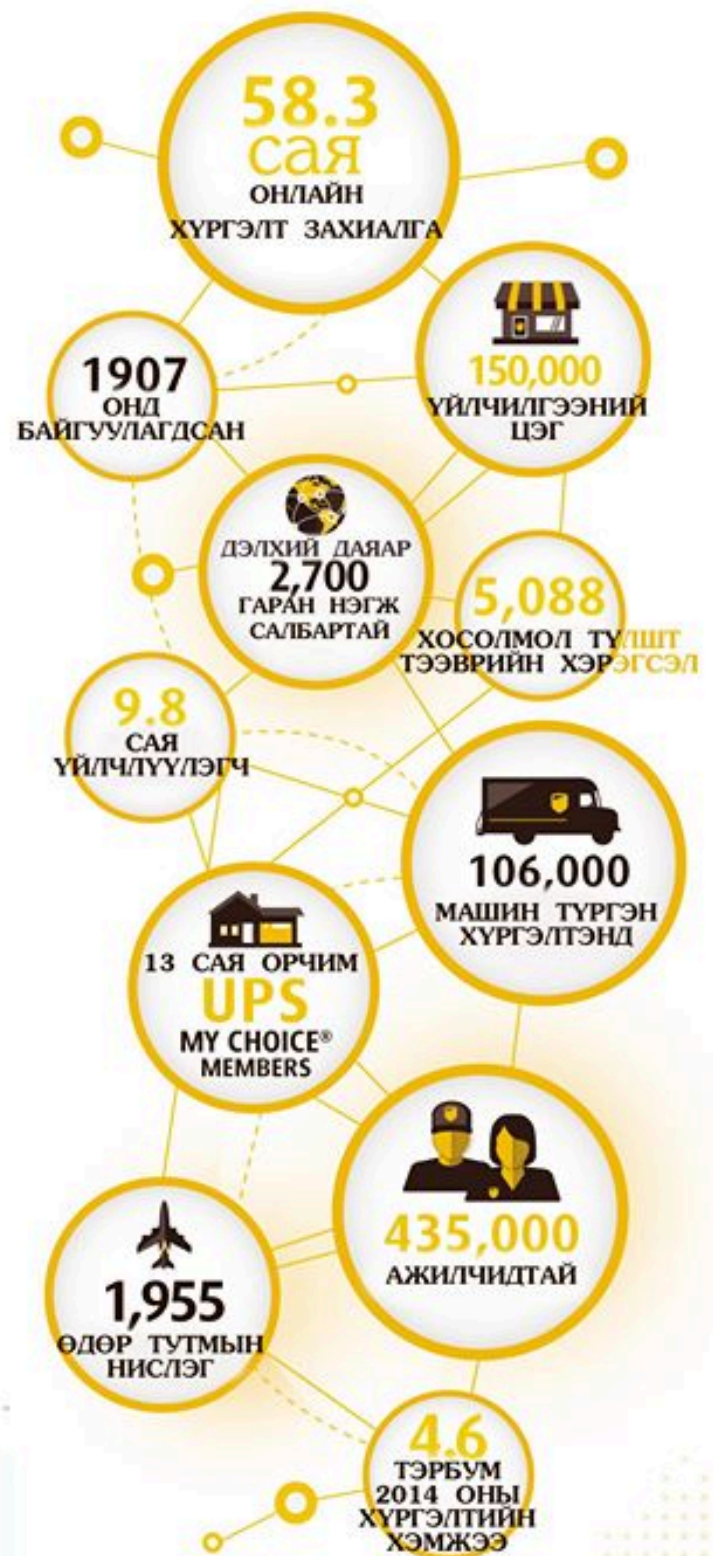 58.3
сая
ОНЛАЙН
ХҮРГЭЛТ ЗАХИАЛГА
150,000
ҮЙЛЧИЛГЭЭНИЙ
ЦЭГ
1907
ОНД
БАЙГУУЛАГДСАН
ДЭЛХИЙ ДАЯАР
2,700
ГАРАН НЭГЖ
САЛБАРТАЙ
5,088
ХОСОЛМОЛ ТҮЛШТ
ТЭЭВРИЙН ХЭРЭГСЭЛ
9.8
САЯ
ҮЙЛЧЛҮҮЛЭГЧ
106,000
МАШИН ТҮРГЭН
ХҮРГЭЛТЭНД
13 САЯ ОРЧИМ
UPS
MY CHOICE®
MEMBERS
435,000
АЖИЛЧИДТАЙ
1,955
ӨДӨР ТУТМЫН
НИСЛЭГ
4.6
ТЭРБУМ
2014 ОНЫ
ХҮРГЭЛТИЙН
ХЭМЖЭЭ